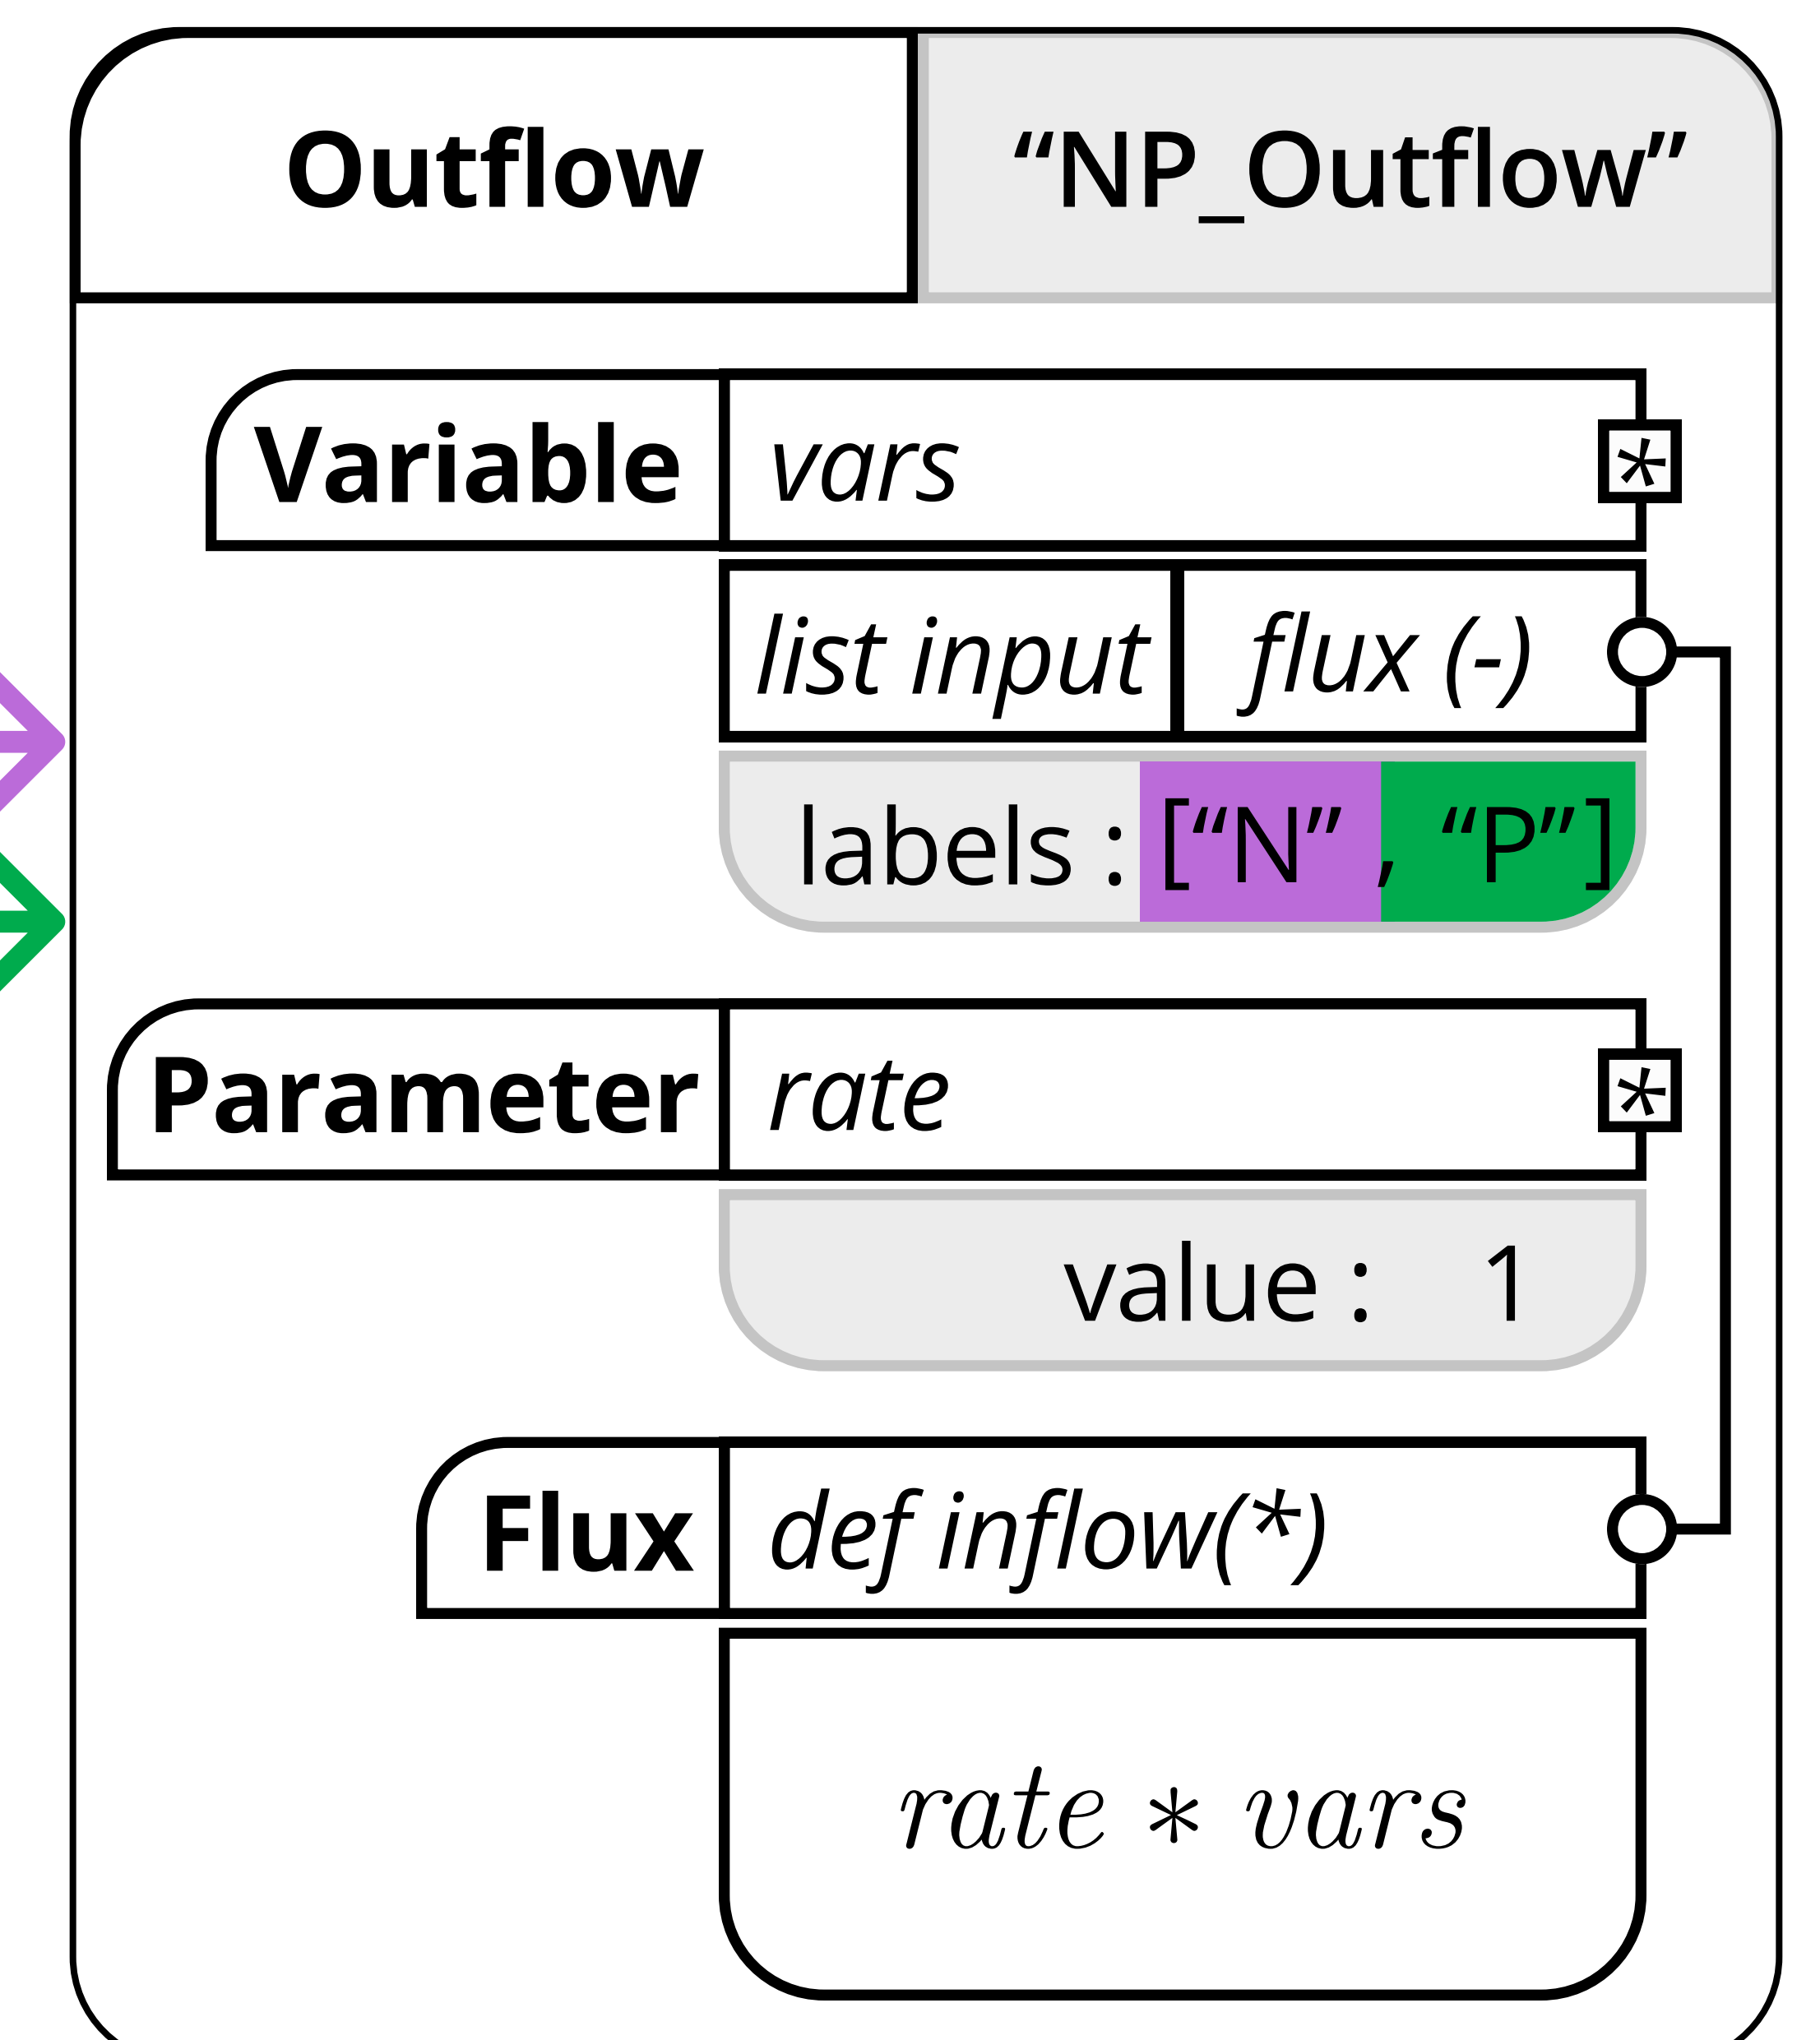 Outflow “NP_Outflow”
Variable vars *
list input flux (-)
labels : [“N” , “P”]
Parameter rate *
value : 1
Flux def inflow(*)
rate ∗ vars